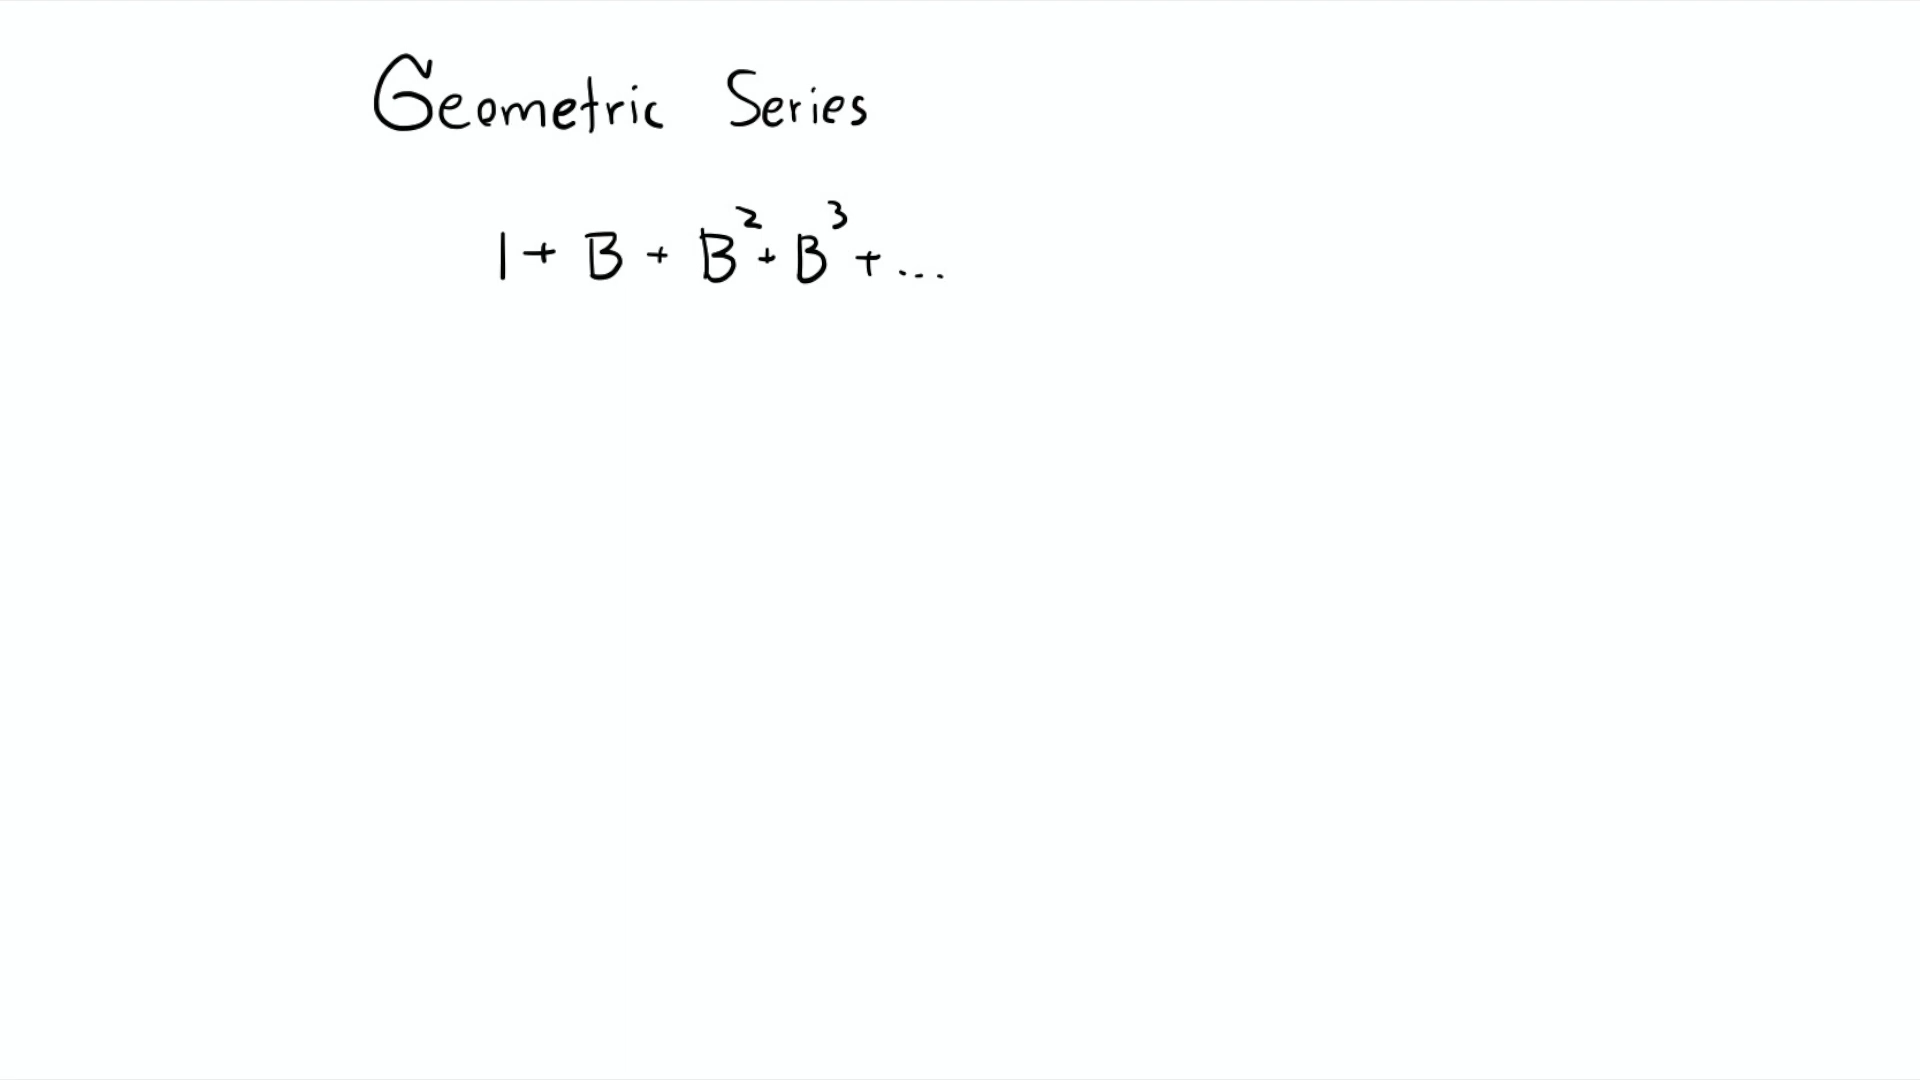 Geometric Series
1 + B + B² + B³ + ...